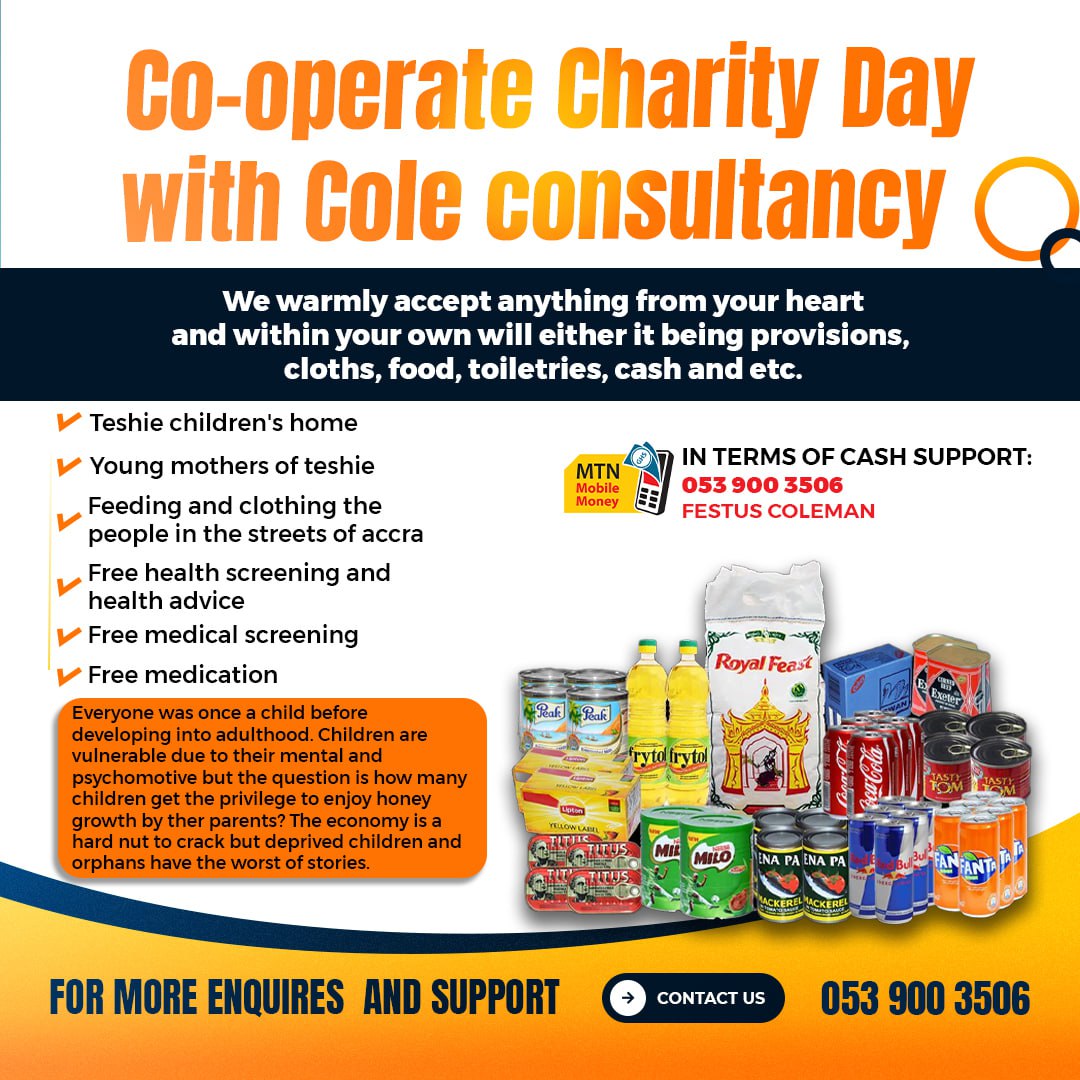 Co-operate Charity Day
with Cole consultancy
We warmly accept anything from your heart
and within your own will either it being provisions,
cloths, food, toiletries, cash and etc.
Teshie children's home
Young mothers of teshie
Feeding and clothing the
people in the streets of accra
Free health screening and
health advice
Free medical screening
Free medication
MTN
Mobile
Money
IN TERMS OF CASH SUPPORT:
053 900 3506
FESTUS COLEMAN
Everyone was once a child before
developing into adulthood. Children are
vulnerable due to their mental and
psychomotive but the question is how many
children get the privilege to enjoy honey
growth by ther parents? The economy is a
hard nut to crack but deprived children and
orphans have the worst of stories.
Royal Feast
Peak
Peak
Frytol
Frytol
Exeter
Coca-Cola
TASTY
TOM
TASTY
TOM
Lipton
YELLOW LABEL
TITUS
TITUS
MILO
ENA PA
ENA PA
MACKEREL
MACKEREL
Red Bull
FANTA
FOR MORE ENQUIRES AND SUPPORT
CONTACT US
053 900 3506